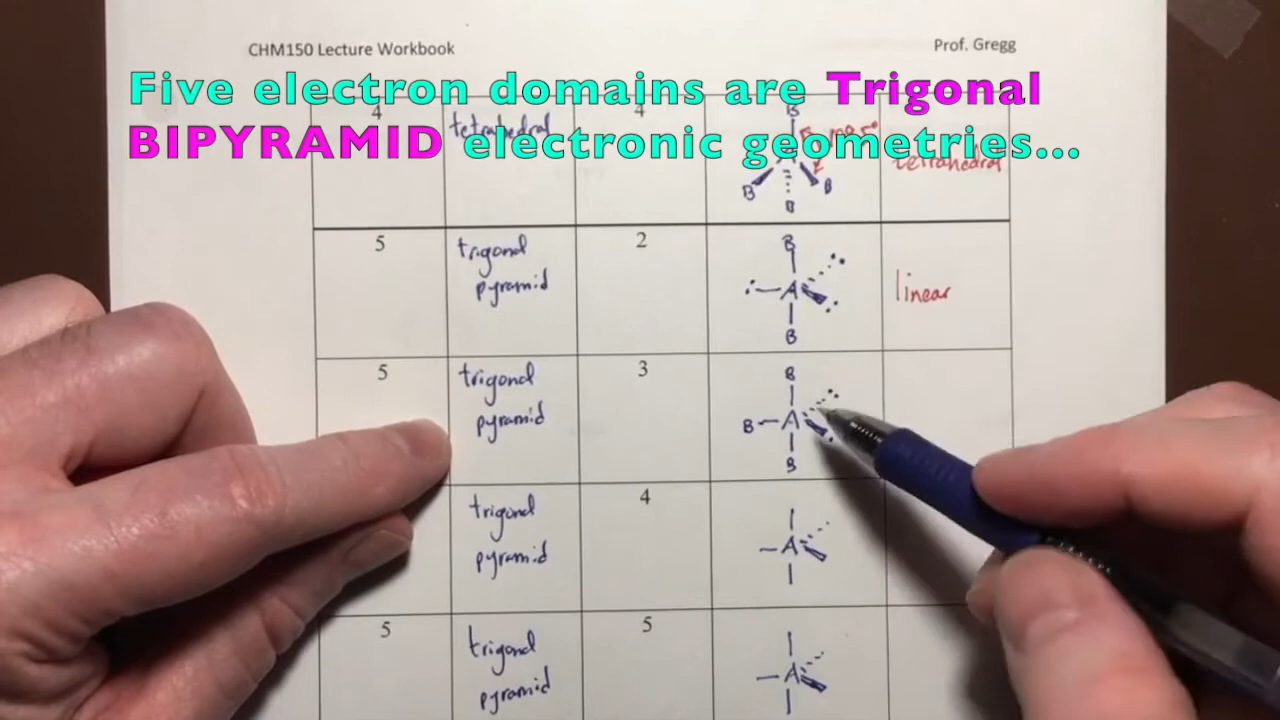 CHM150 Lecture Workbook
Prof. Gregg
Five electron domains are Trigonal
BIPYRAMID electronic geometries...
4
tetrahedral
4
B
B
B
B
tetrahedral
5
trigonal
pyramid
2
B
A
B
linear
5
trigonal
pyramid
3
B
B
A
B
trigonal
pyramid
4
A
5
trigonal
pyramid
5
A